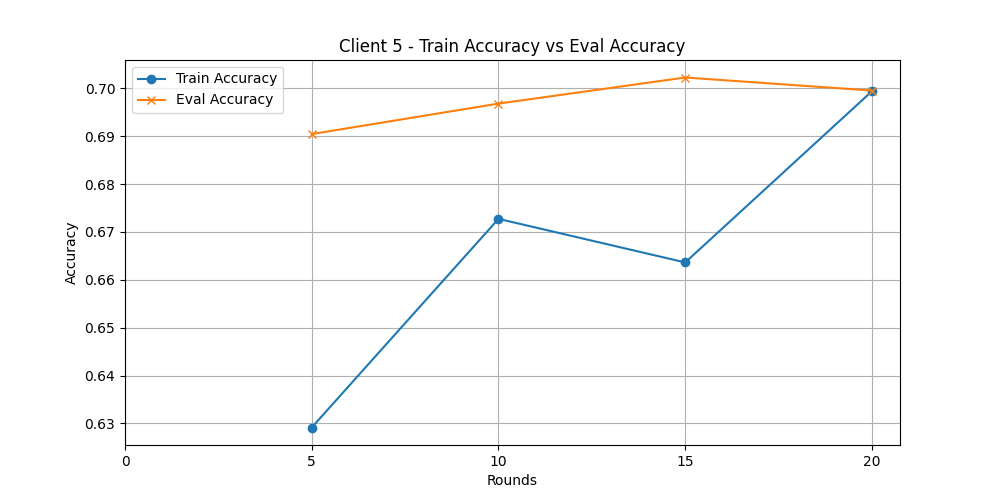 Client 5 - Train Accuracy vs Eval Accuracy
Train Accuracy
Eval Accuracy
0.70
0.69
0.68
0.67
0.66
0.65
0.64
0.63
Accuracy
0 5 10 15 20
Rounds